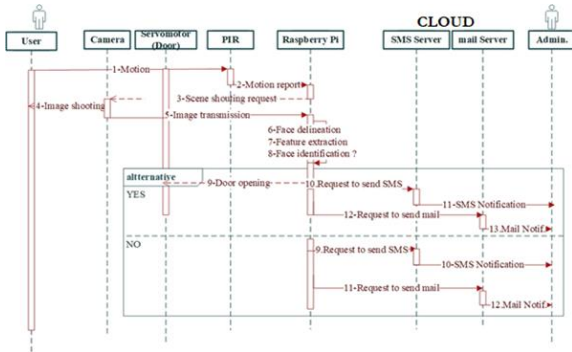 CLOUD
User
Camera
Servomotor
(Door)
PIR
Raspberry Pi
SMS Server
mail Server
Admin.
1-Motion
2-Motion report
3-Scene shouting request
4-Image shooting
5-Image transmission
6-Face delineation
7-Feature extraction
8-Face identification ?
altternative
YES
9-Door opening
10.Request to send SMS
11-SMS Notification
12-Request to send mail
13.Mail Notif.
NO
9.Request to send SMS
10-SMS Notification
11-Request to send mail
12.Mail Notif.